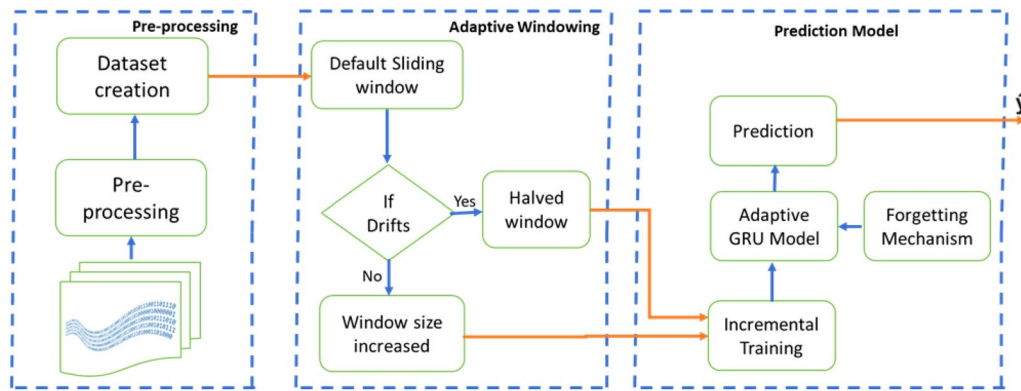 Pre-processing
Dataset
creation
Pre-
processing
Adaptive Windowing
Default Sliding
window
If
Drifts
Yes
Halved
window
No
Window size
increased
Prediction Model
Prediction
ŷ
Adaptive
GRU Model
Forgetting
Mechanism
Incremental
Training